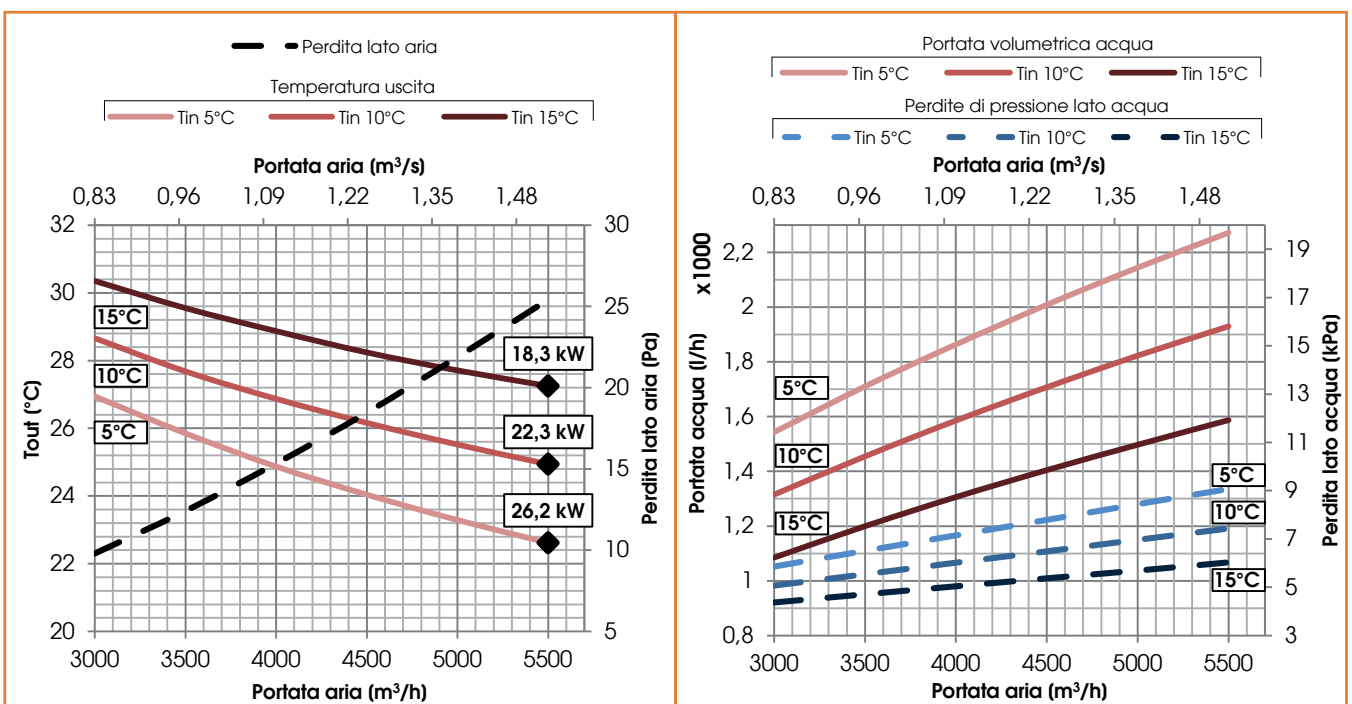 Perdita lato aria
Temperatura uscita
Tin 5°C Tin 10°C Tin 15°C
Portata aria (m³/s)
0,83 0,96 1,09 1,22 1,35 1,48
32 30
30 25
28 20
26 15
24 10
22
20 5
Tout (°C)
Perdita lato aria (Pa)
15°C
10°C
5°C
18,3 kW
22,3 kW
26,2 kW
3000 3500 4000 4500 5000 5500
Portata aria (m³/h)
Portata volumetrica acqua
Tin 5°C Tin 10°C Tin 15°C
Perdite di pressione lato acqua
Tin 5°C Tin 10°C Tin 15°C
Portata aria (m³/s)
0,83 0,96 1,09 1,22 1,35 1,48
x1000
Portata acqua (l/h)
2,2
2
1,8
1,6
1,4
1,2
1
0,8
19
17
15
13
11
9
7
5
3
Perdita lato acqua (kPa)
5°C
10°C
15°C
5°C
10°C
15°C
3000 3500 4000 4500 5000 5500
Portata aria (m³/h)